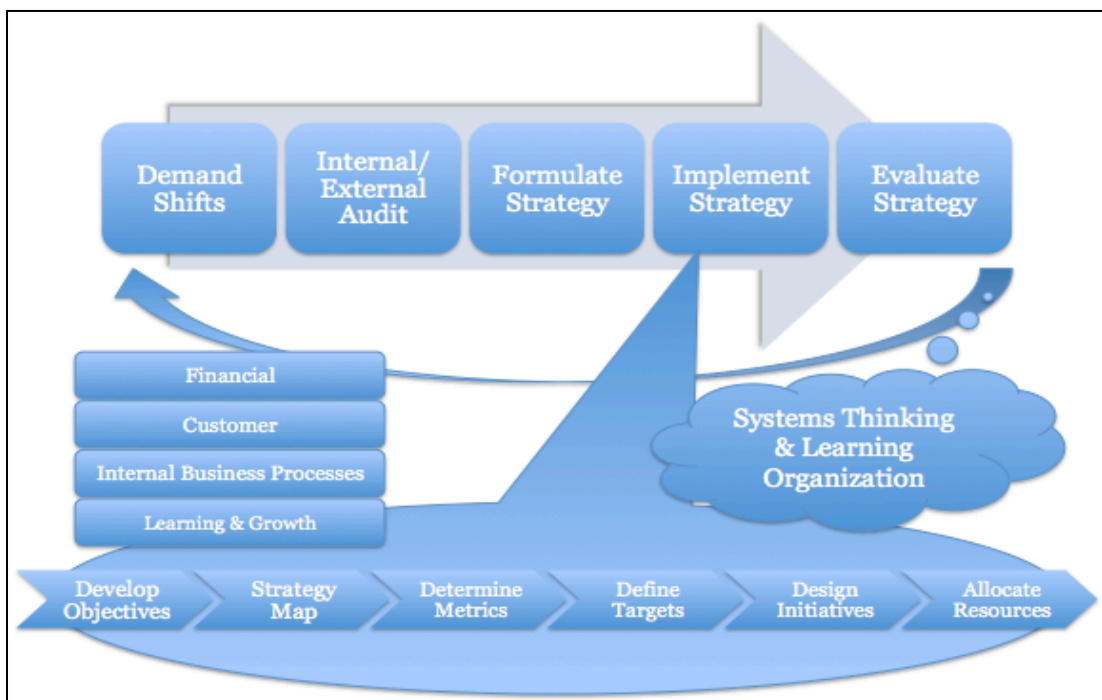 Demand
Shifts
Internal/
External
Audit
Formulate
Strategy
Implement
Strategy
Evaluate
Strategy
Financial
Customer
Internal Business Processes
Learning & Growth
Systems Thinking
& Learning
Organization
Develop
Objectives
Strategy
Map
Determine
Metrics
Define
Targets
Design
Initiatives
Allocate
Resources